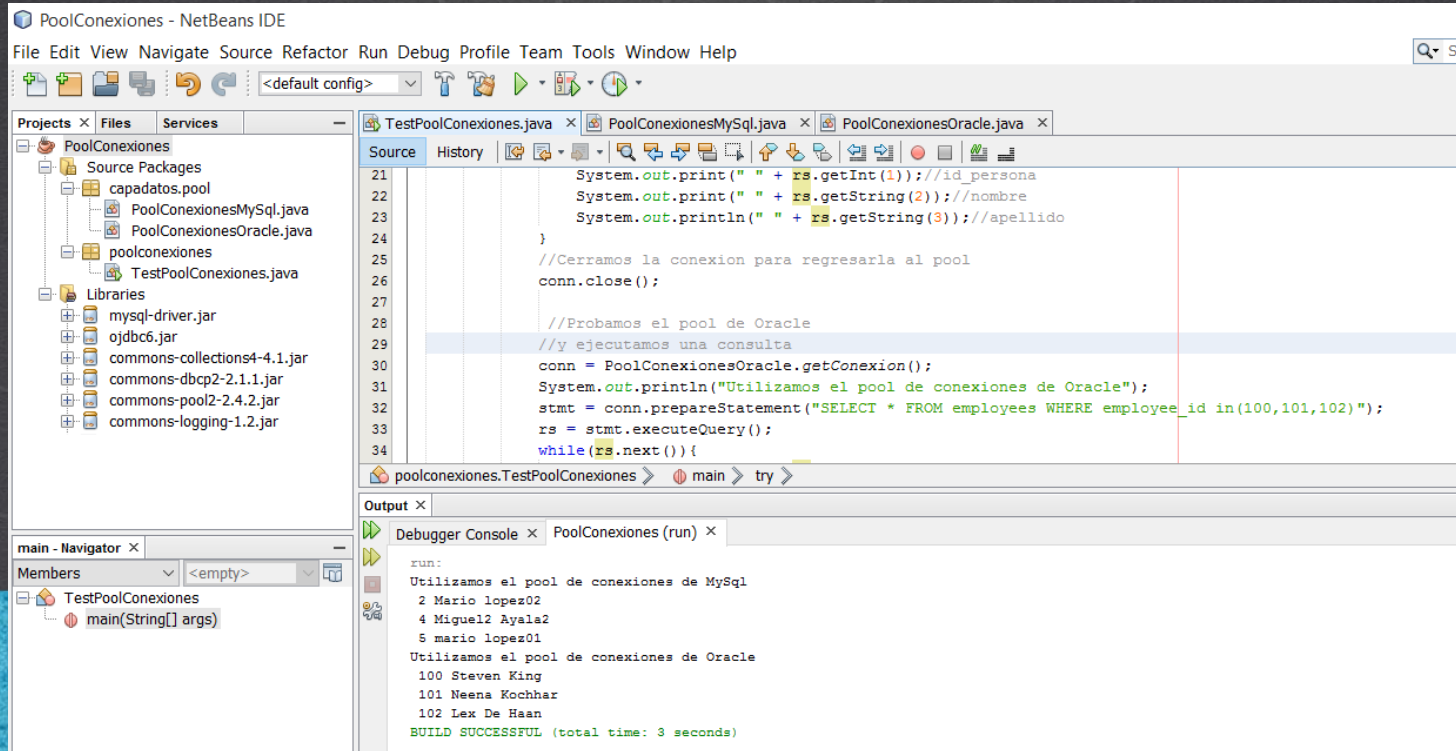 PoolConexiones - NetBeans IDE
File Edit View Navigate Source Refactor Run Debug Profile Team Tools Window Help
<default config>
Projects Files Services
PoolConexiones
Source Packages
capadatos.pool
PoolConexionesMySql.java
PoolConexionesOracle.java
poolconexiones
TestPoolConexiones.java
Libraries
mysql-driver.jar
ojdbc6.jar
commons-collections4-4.1.jar
commons-dbcp2-2.1.1.jar
commons-pool2-2.4.2.jar
commons-logging-1.2.jar
main - Navigator
Members <empty>
TestPoolConexiones
main(String[] args)
TestPoolConexiones.java PoolConexionesMySql.java PoolConexionesOracle.java
Source History
21 System.out.print(" " + rs.getInt(1));//id_persona
22 System.out.print(" " + rs.getString(2));//nombre
23 System.out.println(" " + rs.getString(3));//apellido
24 }
25 //Cerramos la conexion para regresarla al pool
26 conn.close();
27
28 //Probamos el pool de Oracle
29 //y ejecutamos una consulta
30 conn = PoolConexionesOracle.getConexion();
31 System.out.println("Utilizamos el pool de conexiones de Oracle");
32 stmt = conn.prepareStatement("SELECT * FROM employees WHERE employee_id in(100,101,102)");
33 rs = stmt.executeQuery();
34 while(rs.next()){
poolconexiones.TestPoolConexiones main try
Output
Debugger Console PoolConexiones (run)
run:
Utilizamos el pool de conexiones de MySql
2 Mario lopez02
4 Miguel2 Ayala2
5 mario lopez01
Utilizamos el pool de conexiones de Oracle
100 Steven King
101 Neena Kochhar
102 Lex De Haan
BUILD SUCCESSFUL (total time: 3 seconds)